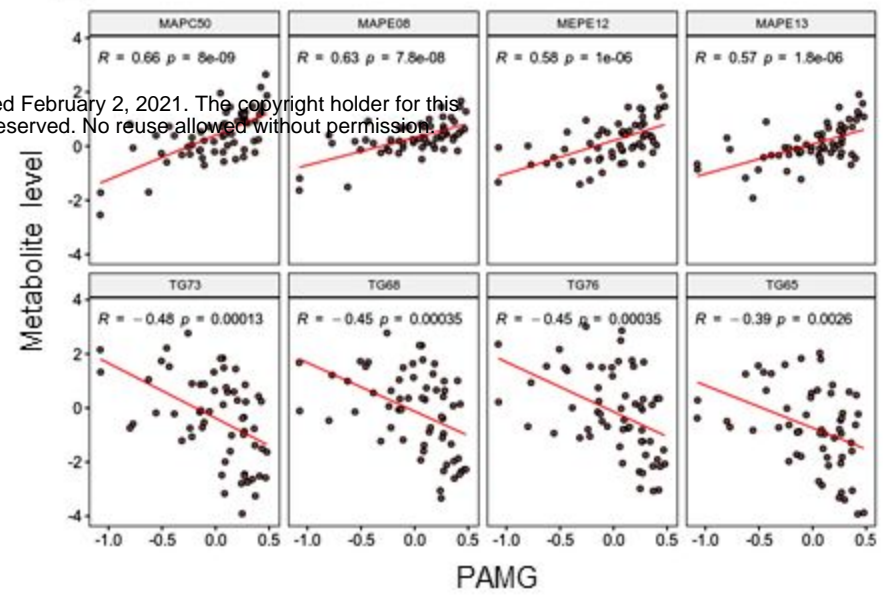 MAPC50 MAPE08 MEPE12 MAPE13
R = 0.66 p = 8e-09 R = 0.63 p = 7.8e-08 R = 0.58 p = 1e-06 R = 0.57 p = 1.8e-06
ed February 2, 2021. The copyright holder for this
eserved. No reuse allowed without permission.
4
2
0
-2
-4
Metabolite level
TG73 TG68 TG76 TG65
R = −0.48 p = 0.00013 R = −0.45 p = 0.00035 R = −0.45 p = 0.00035 R = −0.39 p = 0.0026
4
2
0
-2
-4
-1.0 -0.5 0.0 0.5 -1.0 -0.5 0.0 0.5 -1.0 -0.5 0.0 0.5 -1.0 -0.5 0.0 0.5
PAMG